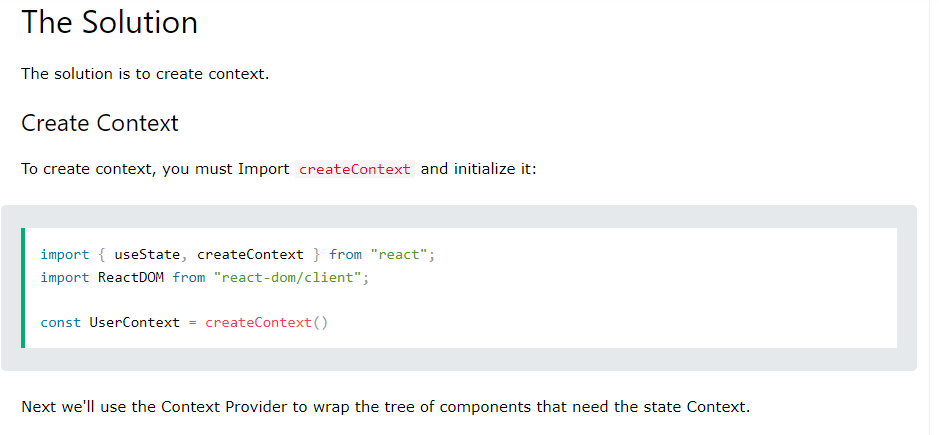 The Solution
The solution is to create context.
Create Context
To create context, you must Import createContext and initialize it:
import { useState, createContext } from "react";
import ReactDOM from "react-dom/client";
const UserContext = createContext()
Next we'll use the Context Provider to wrap the tree of components that need the state Context.